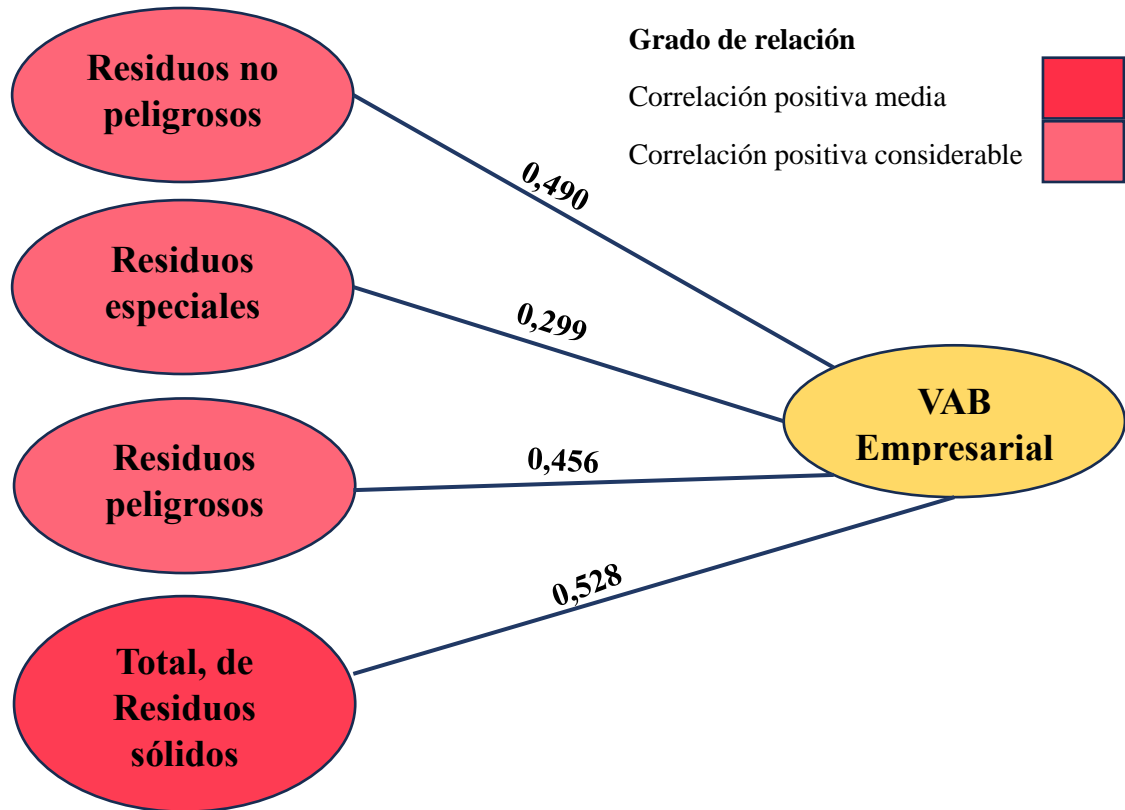 Residuos no
peligrosos
Grado de relación
Correlación positiva media
Correlación positiva considerable
0,490
Residuos
especiales
0,299
VAB
Empresarial
Residuos
peligrosos
0,456
0,528
Total, de
Residuos
sólidos